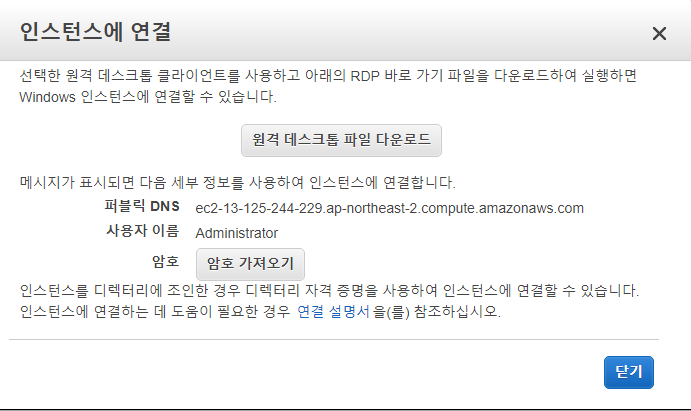 인스턴스에 연결
선택한 원격 데스크톱 클라이언트를 사용하고 아래의 RDP 바로 가기 파일을 다운로드하여 실행하면
Windows 인스턴스에 연결할 수 있습니다.
원격 데스크톱 파일 다운로드
메시지가 표시되면 다음 세부 정보를 사용하여 인스턴스에 연결합니다.
퍼블릭 DNS ec2-13-125-244-229.ap-northeast-2.compute.amazonaws.com
사용자 이름 Administrator
암호 암호 가져오기
인스턴스를 디렉터리에 조인한 경우 디렉터리 자격 증명을 사용하여 인스턴스에 연결할 수 있습니다.
인스턴스에 연결하는 데 도움이 필요한 경우 연결 설명서을(를) 참조하십시오.
닫기